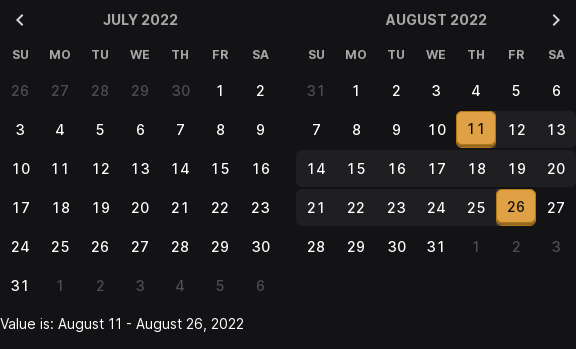 JULY 2022
SU MO TU WE TH FR SA
26 27 28 29 30 1 2
3 4 5 6 7 8 9
10 11 12 13 14 15 16
17 18 19 20 21 22 23
24 25 26 27 28 29 30
31 1 2 3 4 5 6
AUGUST 2022
SU MO TU WE TH FR SA
31 1 2 3 4 5 6
7 8 9 10 11 12 13
14 15 16 17 18 19 20
21 22 23 24 25 26 27
28 29 30 31 1 2 3
Value is: August 11 - August 26, 2022